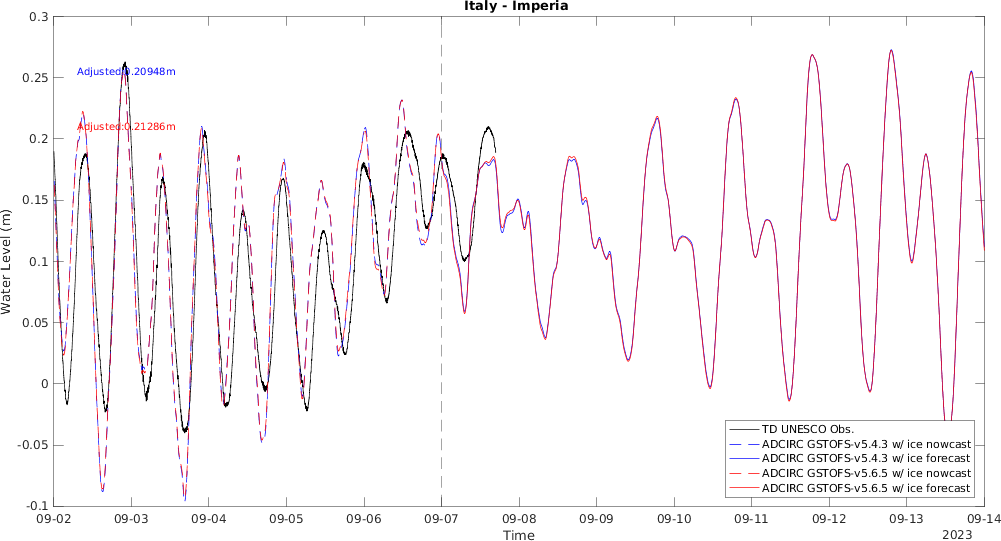 Italy - Imperia
0.3
0.25
0.2
0.15
0.1
0.05
0
-0.05
-0.1
Water Level (m)
Adjusted:0.20948m
Adjusted:0.21286m
TD UNESCO Obs.
ADCIRC GSTOFS-v5.4.3 w/ ice nowcast
ADCIRC GSTOFS-v5.4.3 w/ ice forecast
ADCIRC GSTOFS-v5.6.5 w/ ice nowcast
ADCIRC GSTOFS-v5.6.5 w/ ice forecast
09-02 09-03 09-04 09-05 09-06 09-07 09-08 09-09 09-10 09-11 09-12 09-13 09-14
Time
2023